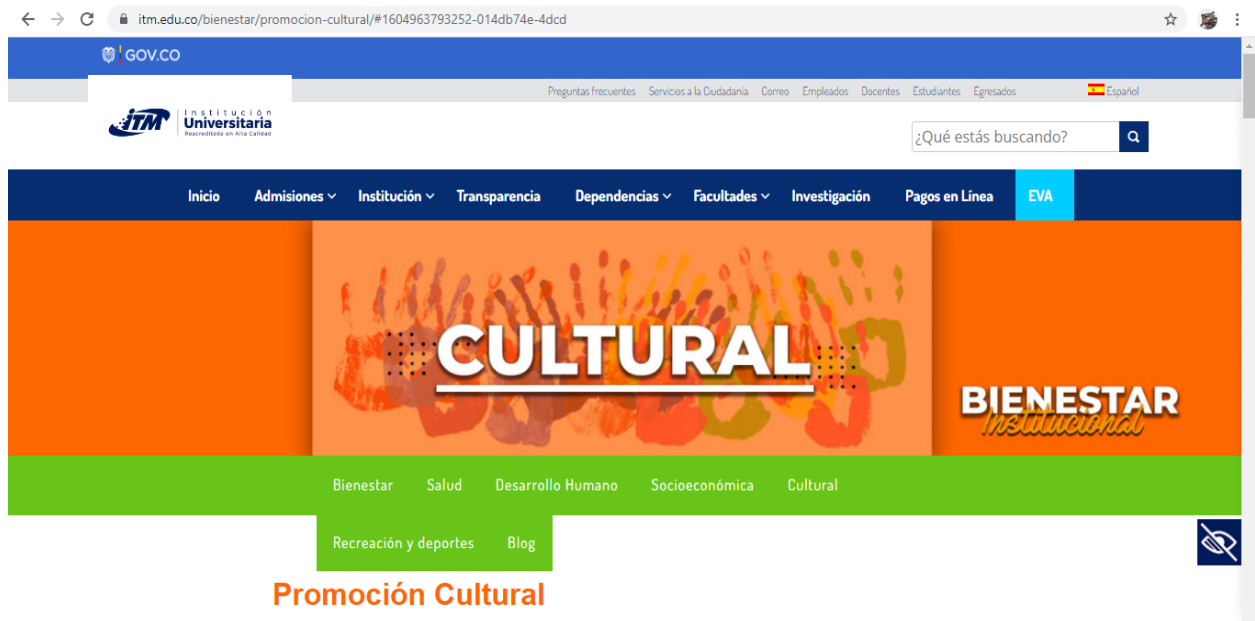 itm.edu.co/bienestar/promocion-cultural/#1604963793252-014db74e-4dcd
GOV.CO
Preguntas frecuentes Servicios a la Ciudadanía Correo Empleados Docentes Estudiantes Egresados Español
iTM Institución
Universitaria
Reacreditada en Alta Calidad
¿Qué estás buscando?
Inicio Admisiones Institución Transparencia Dependencias Facultades Investigación Pagos en Línea EVA
CULTURAL
BIENESTAR
Institucional
Bienestar Salud Desarrollo Humano Socioeconómica Cultural
Recreación y deportes Blog
Promoción Cultural